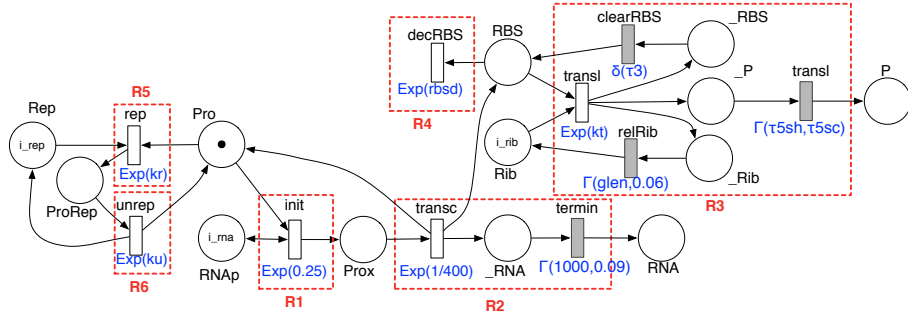 clearRBS
_RBS
RBS
decRBS
δ(τ3)
transl
_P
transl
P
Exp(rbsd)
R4
Exp(kt)
Γ(τ5sh,τ5sc)
i_rib
Rib
relRib
Γ(glen,0.06)
_Rib
R3
R5
Rep
rep
Pro
i_rep
Exp(kr)
ProRep
unrep
Exp(ku)
R6
init
i_rna
RNAp
Exp(0.25)
R1
Prox
transc
Exp(1/400)
_RNA
termin
Γ(1000,0.09)
RNA
R2